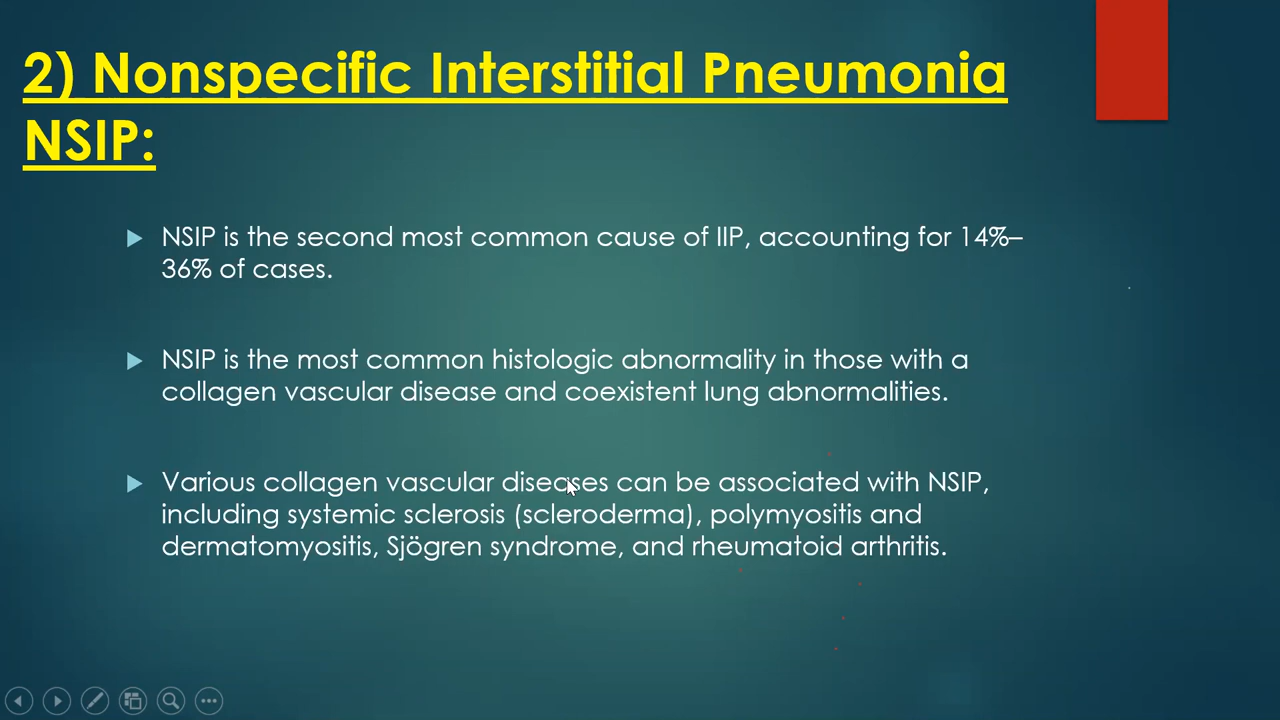 2) Nonspecific Interstitial Pneumonia
NSIP:
NSIP is the second most common cause of IIP, accounting for 14%–
36% of cases.
NSIP is the most common histologic abnormality in those with a
collagen vascular disease and coexistent lung abnormalities.
Various collagen vascular diseases can be associated with NSIP,
including systemic sclerosis (scleroderma), polymyositis and
dermatomyositis, Sjögren syndrome, and rheumatoid arthritis.